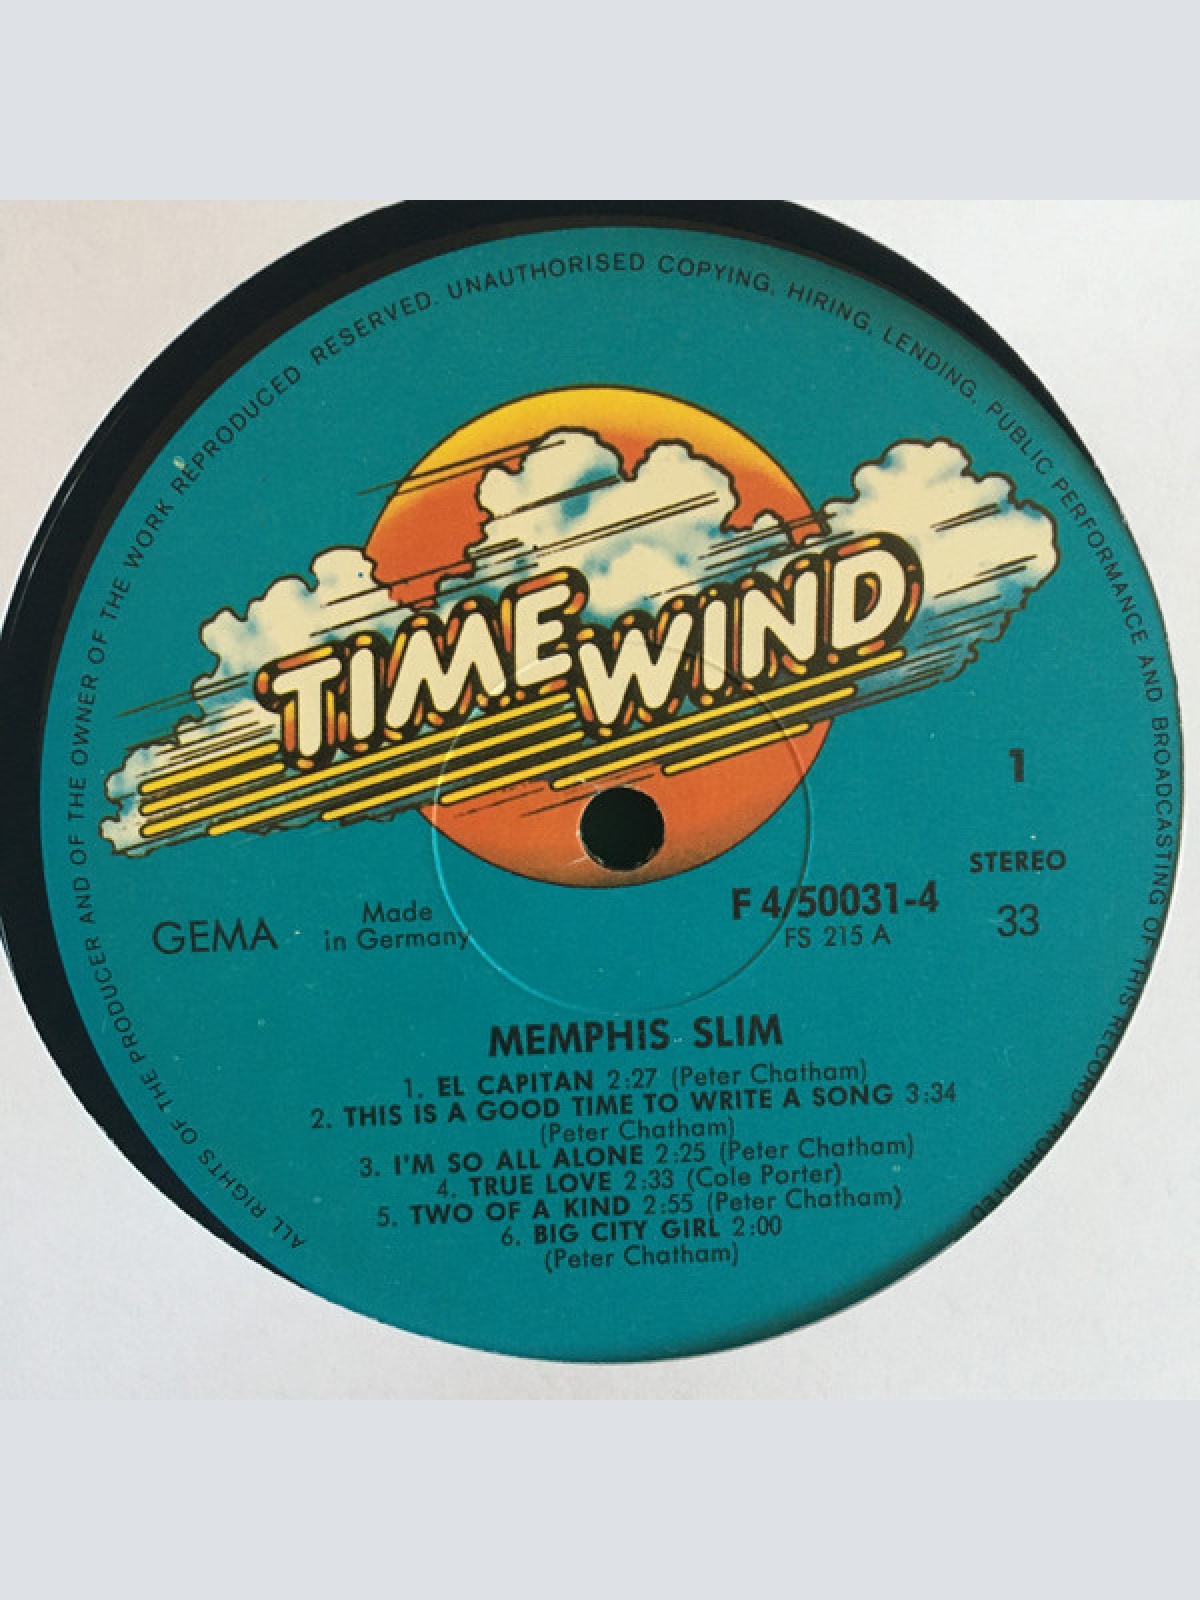 ALL RIGHTS OF THE PRODUCER AND OF THE OWNER OF THE WORK REPRODUCED RESERVED. UNAUTHORISED COPYING, HIRING, LENDING, PUBLIC PERFORMANCE AND BROADCASTING OF THIS RECORD PROHIBITED
TIME WIND
1
STEREO
33
F 4/50031-4
FS 215 A
GEMA
Made
in Germany
MEMPHIS SLIM
1. EL CAPITAN 2:27 (Peter Chatham)
2. THIS IS A GOOD TIME TO WRITE A SONG 3:34
(Peter Chatham)
3. I'M SO ALL ALONE 2:25 (Peter Chatham)
4. TRUE LOVE 2:33 (Cole Porter)
5. TWO OF A KIND 2:55 (Peter Chatham)
6. BIG CITY GIRL 2:00
(Peter Chatham)